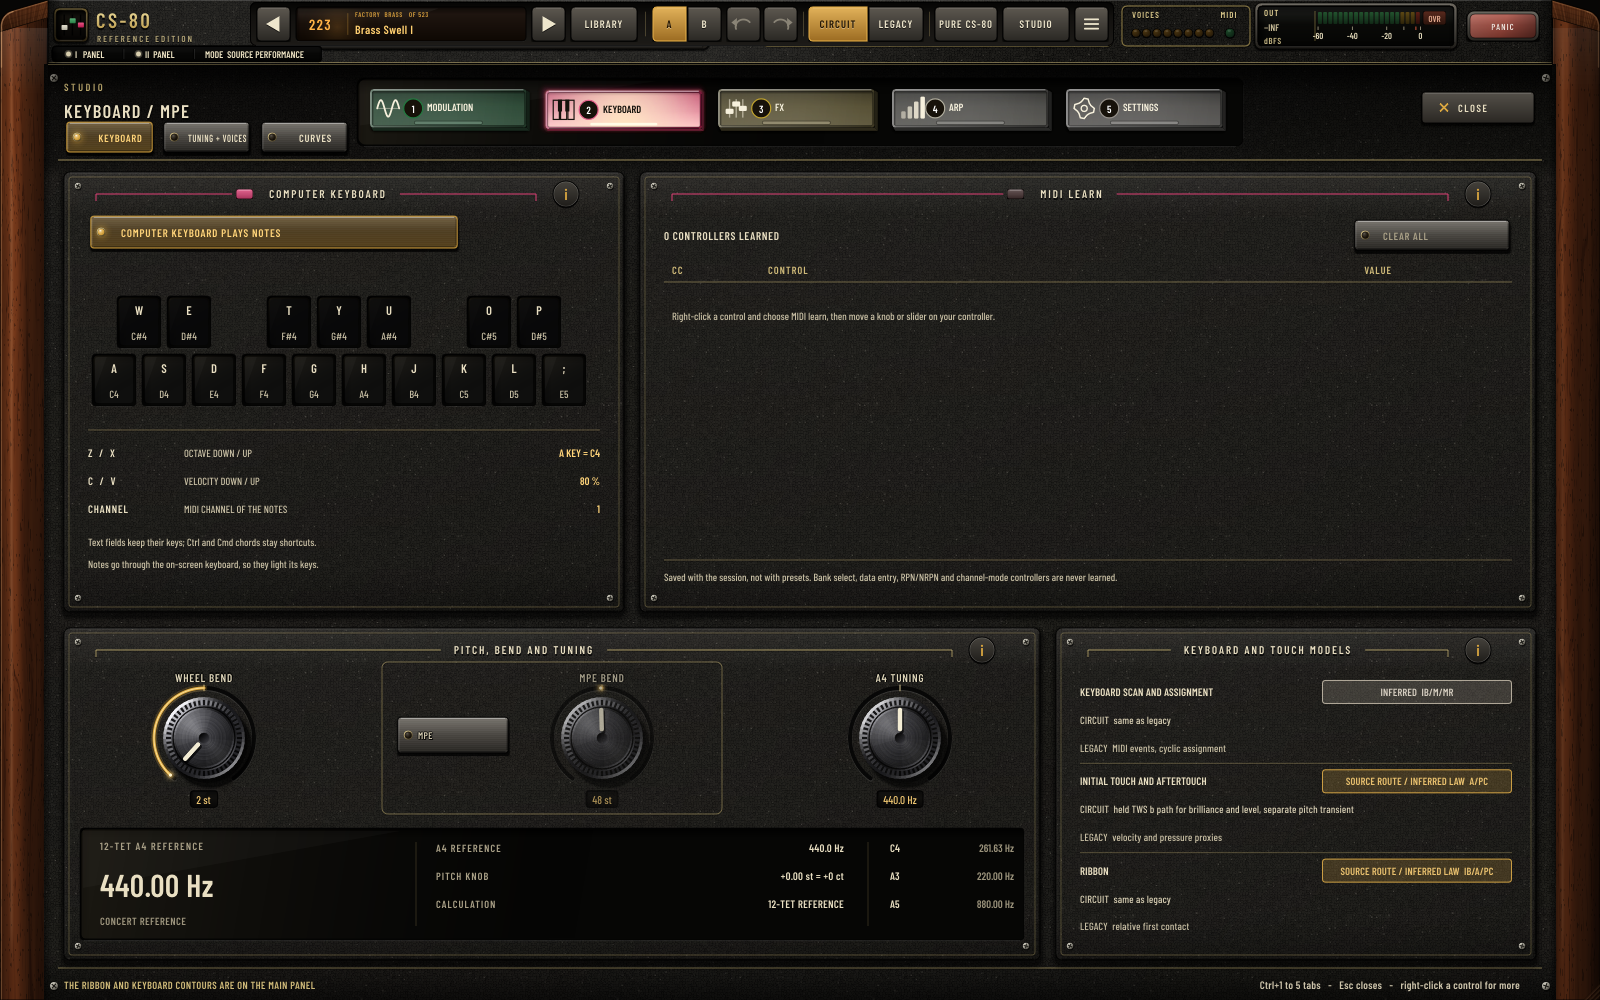 CS-80
REFERENCE EDITION
223
FACTORY BRASS OF 523
Brass Swell I
LIBRARY
A
B
CIRCUIT
LEGACY
PURE CS-80
STUDIO
VOICES
MIDI
OUT
-INF
dBFS
-60
-40
-20
0
OVR
PANIC
I PANEL
II PANEL
MODE SOURCE PERFORMANCE
STUDIO
KEYBOARD / MPE
1 MODULATION
2 KEYBOARD
3 FX
4 ARP
5 SETTINGS
CLOSE
KEYBOARD
TUNING + VOICES
CURVES
COMPUTER KEYBOARD
i
COMPUTER KEYBOARD PLAYS NOTES
W
E
T
Y
U
O
P
C#4
D#4
F#4
G#4
A#4
C#5
D#5
A
S
D
F
G
H
J
K
L
;
C4
D4
E4
F4
G4
A4
B4
C5
D5
E5
Z / X
OCTAVE DOWN / UP
A KEY = C4
C / V
VELOCITY DOWN / UP
80 %
CHANNEL
MIDI CHANNEL OF THE NOTES
1
Text fields keep their keys; Ctrl and Cmd chords stay shortcuts.
Notes go through the on-screen keyboard, so they light its keys.
MIDI LEARN
i
0 CONTROLLERS LEARNED
CLEAR ALL
CC
CONTROL
VALUE
Right-click a control and choose MIDI learn, then move a knob or slider on your controller.
Saved with the session, not with presets. Bank select, data entry, RPN/NRPN and channel-mode controllers are never learned.
PITCH, BEND AND TUNING
i
WHEEL BEND
2 st
MPE
MPE BEND
48 st
A4 TUNING
440.0 Hz
12-TET A4 REFERENCE
440.00 Hz
CONCERT REFERENCE
A4 REFERENCE
440.0 Hz
PITCH KNOB
+0.00 st = +0 ct
CALCULATION
12-TET REFERENCE
C4
261.63 Hz
A3
220.00 Hz
A5
880.00 Hz
KEYBOARD AND TOUCH MODELS
i
KEYBOARD SCAN AND ASSIGNMENT
INFERRED IB/M/MR
CIRCUIT same as legacy
LEGACY MIDI events, cyclic assignment
INITIAL TOUCH AND AFTERTOUCH
SOURCE ROUTE / INFERRED LAW A/PC
CIRCUIT held TWS b path for brilliance and level, separate pitch transient
LEGACY velocity and pressure proxies
RIBBON
SOURCE ROUTE / INFERRED LAW IB/A/PC
CIRCUIT same as legacy
LEGACY relative first contact
THE RIBBON AND KEYBOARD CONTOURS ARE ON THE MAIN PANEL
Ctrl+1 to 5 tabs - Esc closes - right-click a control for more